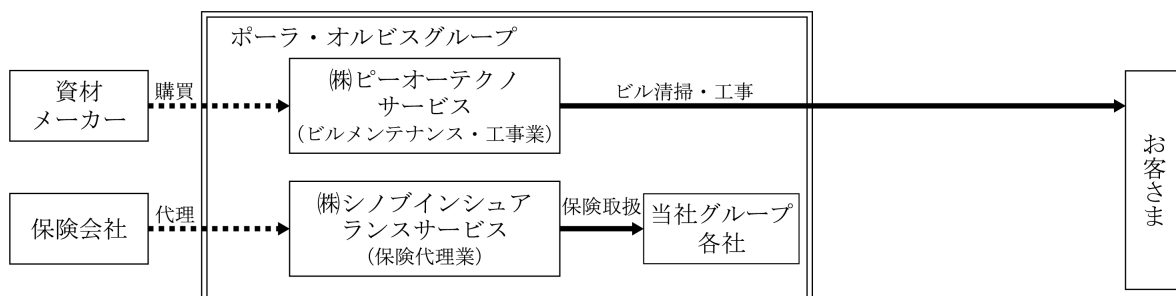 ポーラ・オルビスグループ
資材
メーカー
購買
㈱ピーオーテクノ
サービス
(ビルメンテナンス・工事業)
ビル清掃・工事
保険会社
代理
㈱シノブインシュア
ランスサービス
(保険代理業)
保険取扱
当社グループ
各社
お客さま